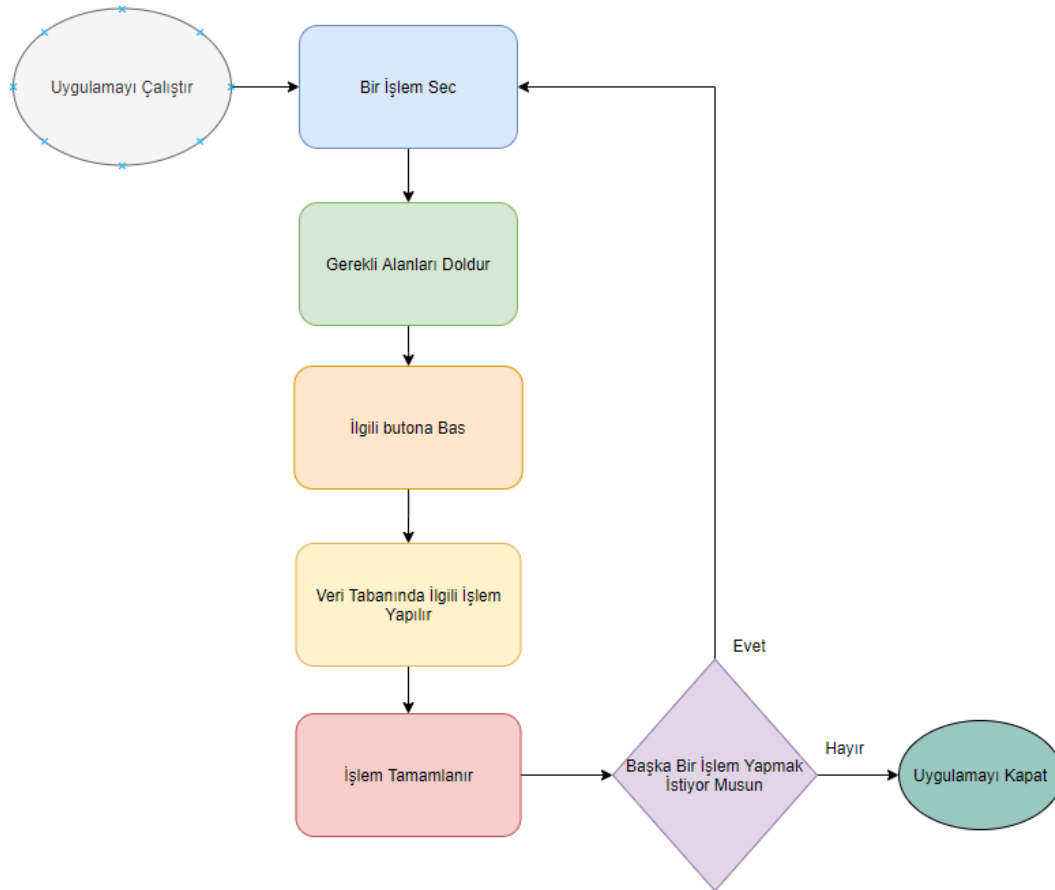 Uygulamayı Çalıştır
Bir İşlem Sec
Gerekli Alanları Doldur
İlgili butona Bas
Veri Tabanında İlgili İşlem
Yapılır
İşlem Tamamlanır
Başka Bir İşlem Yapmak
İstiyor Musun
Evet
Hayır
Uygulamayı Kapat